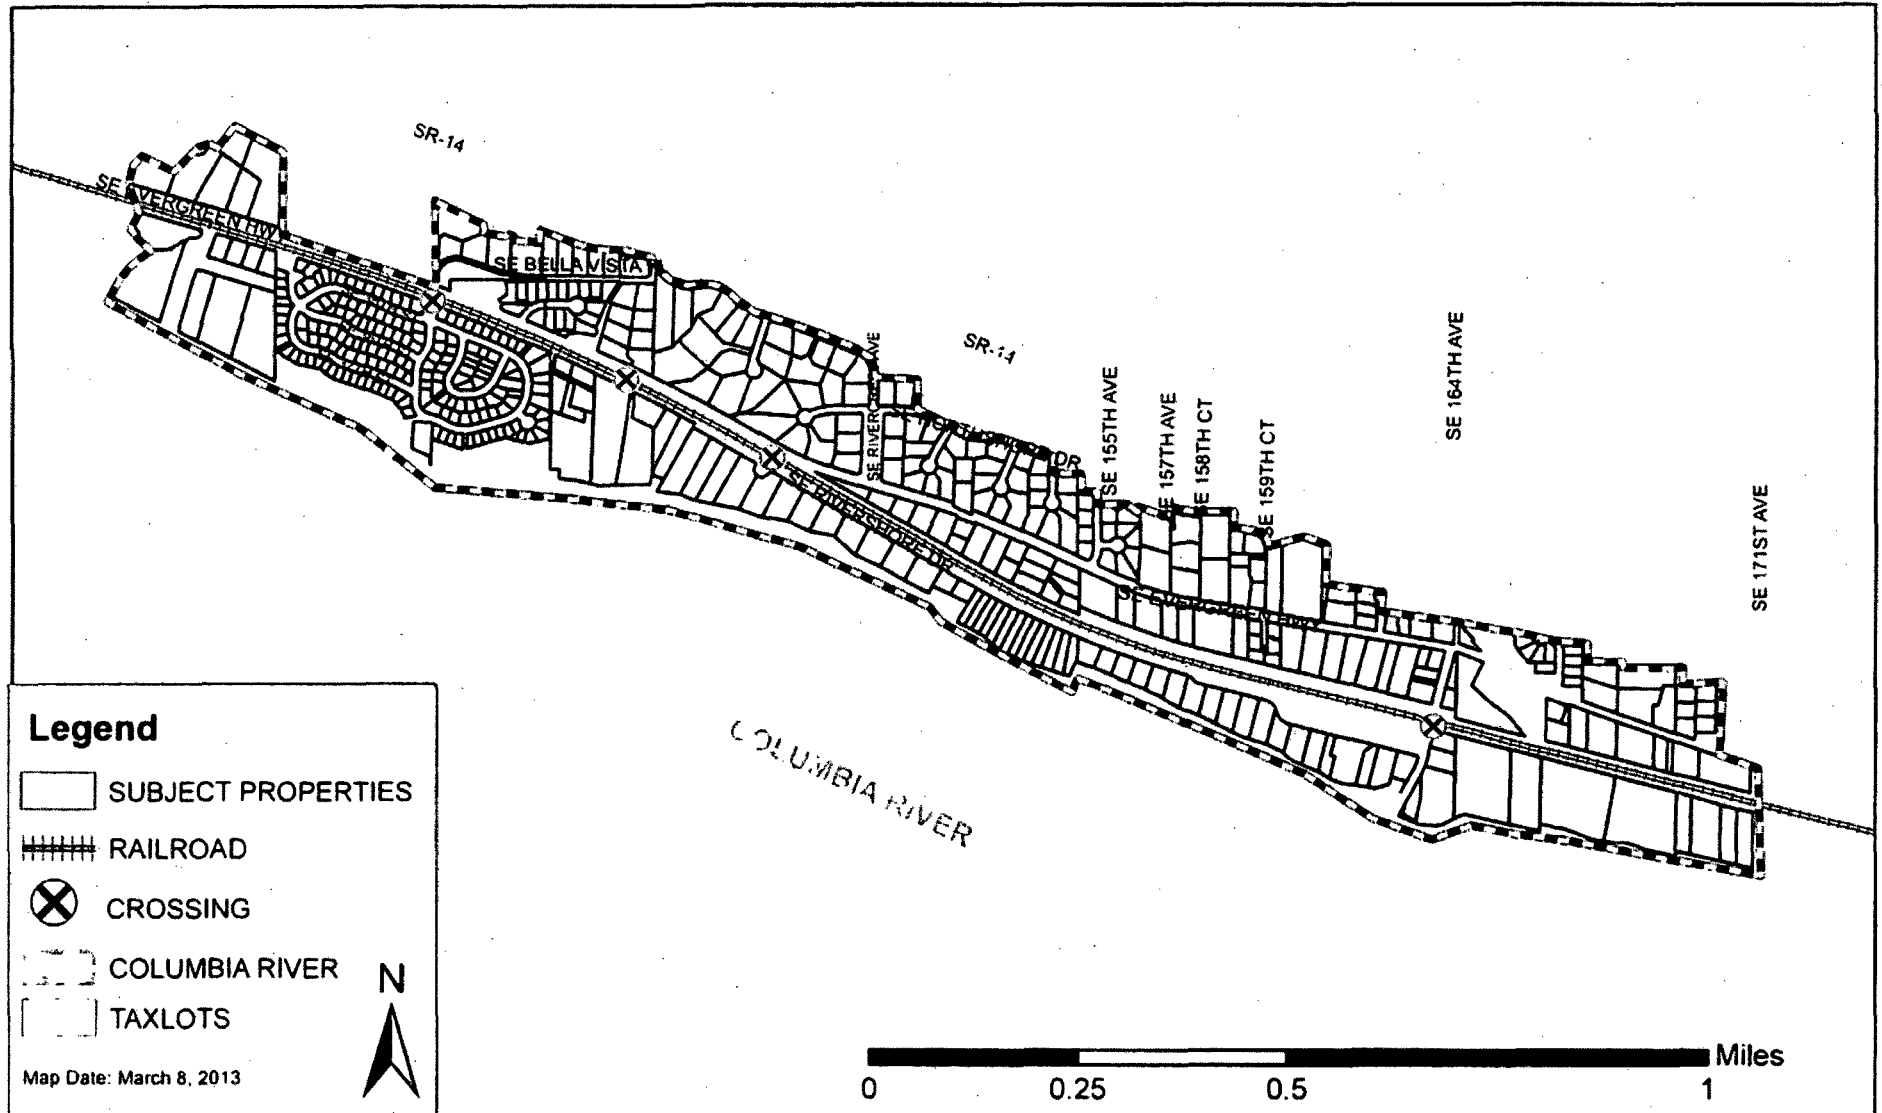 SR-14
SE EVERGREEN HW
SE BELLA VISTA
SR-14
SE 164TH AVE
SE 155TH AVE
SE 157TH AVE
SE 158TH CT
SE 159TH CT
SE 171ST AVE
DR
SE RIVERSHORE DR
COLUMBIA RIVER
Legend
SUBJECT PROPERTIES
RAILROAD
CROSSING
COLUMBIA RIVER
TAXLOTS
N
Map Date: March 8, 2013
Miles
0 0.25 0.5 1